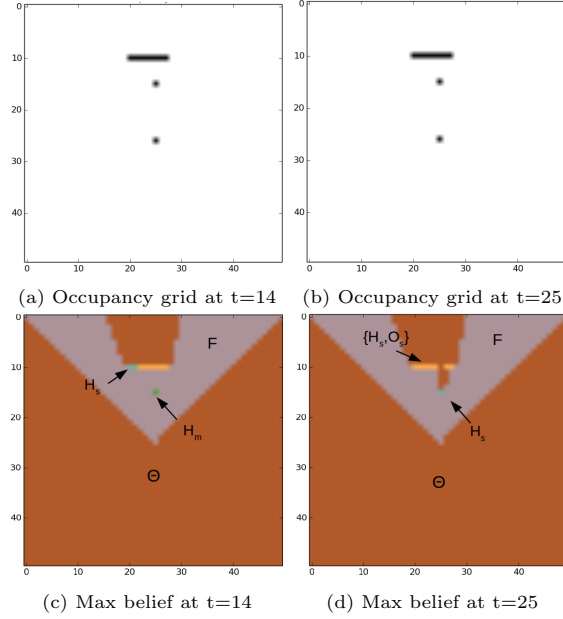 0
10
20
30
40
0 10 20 30 40
0
10
20
30
40
0 10 20 30 40
(a) Occupancy grid at t=14
(b) Occupancy grid at t=25
0
10
20
30
40
0 10 20 30 40
F
Hs
Hm
Θ
0
10
20
30
40
0 10 20 30 40
{Hs,Os}
F
Hs
Θ
(c) Max belief at t=14
(d) Max belief at t=25